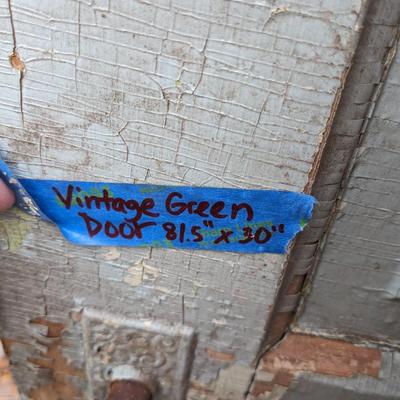 Vintage Green
Door 81.5" x 30"